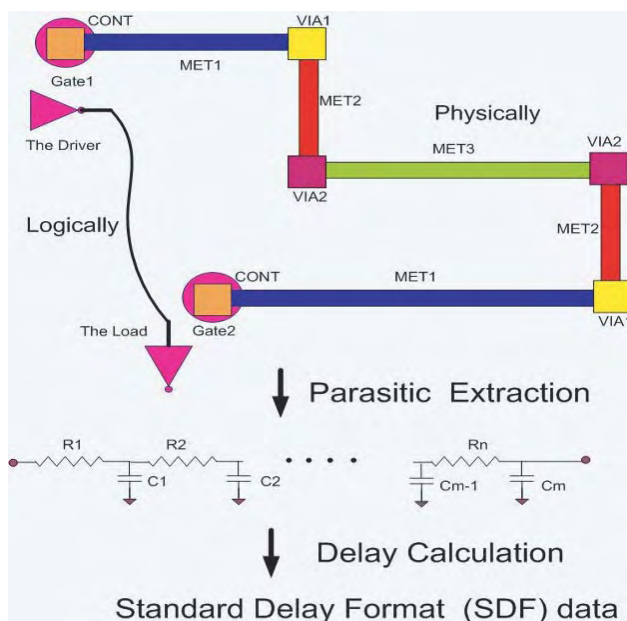 CONT
VIA1
MET1
Gate1
MET2
Physically
The Driver
MET3
VIA2
VIA2
Logically
MET2
CONT
MET1
The Load
Gate2
VIA1
Parasitic Extraction
R1
R2
. . . .
Rn
C1
C2
Cm-1
Cm
Delay Calculation
Standard Delay Format (SDF) data